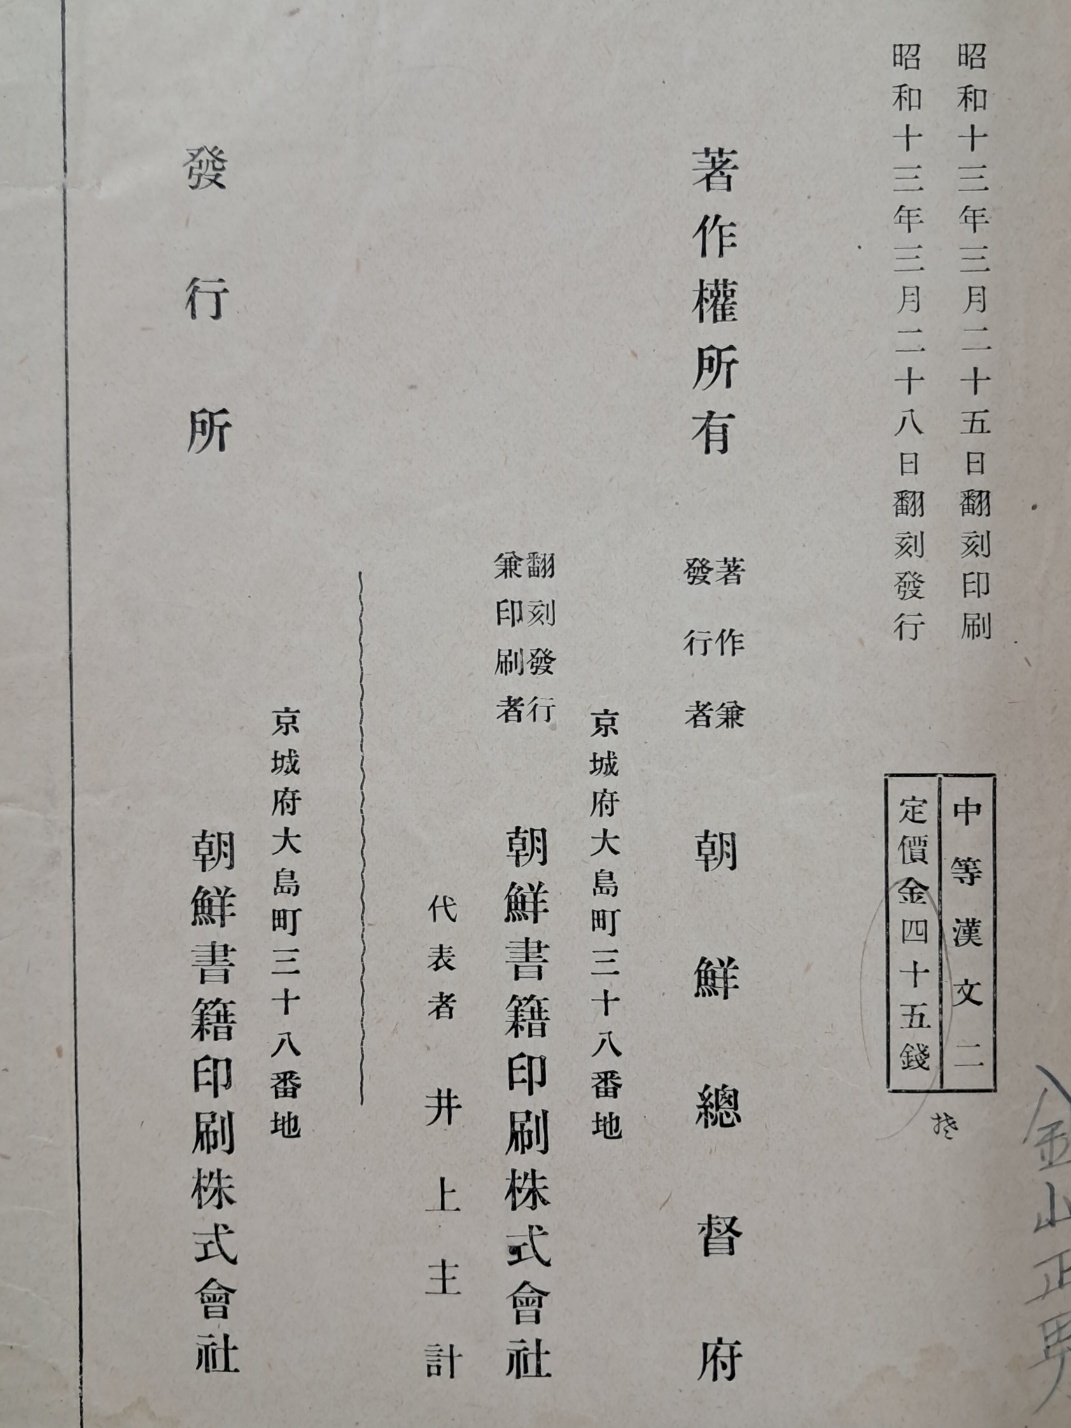 昭和十三年三月二十五日翻刻印刷
昭和十三年三月二十八日翻刻發行
中等漢文二
定價金四十五錢
著作權所有
著作兼
發行者
朝鮮總督府
京城府大島町三十八番地
翻刻發行
兼印刷者
朝鮮書籍印刷株式會社
代表者 井上主計
京城府大島町三十八番地
發行所
朝鮮書籍印刷株式會社
金山正男